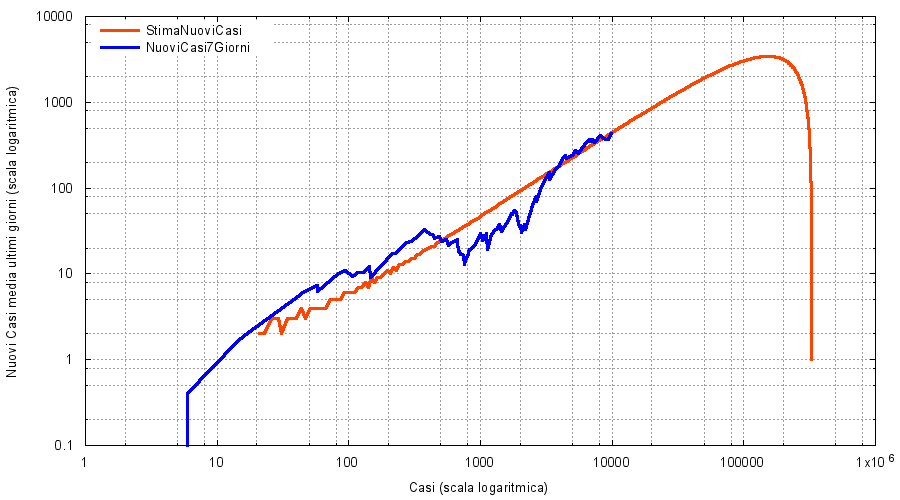 10000
StimaNuoviCasi
NuoviCasi7Giorni
1000
100
10
1
0.1
Nuovi Casi media ultimi giorni (scala logaritmica)
1 10 100 1000 10000 100000 1x10 6
Casi (scala logaritmica)